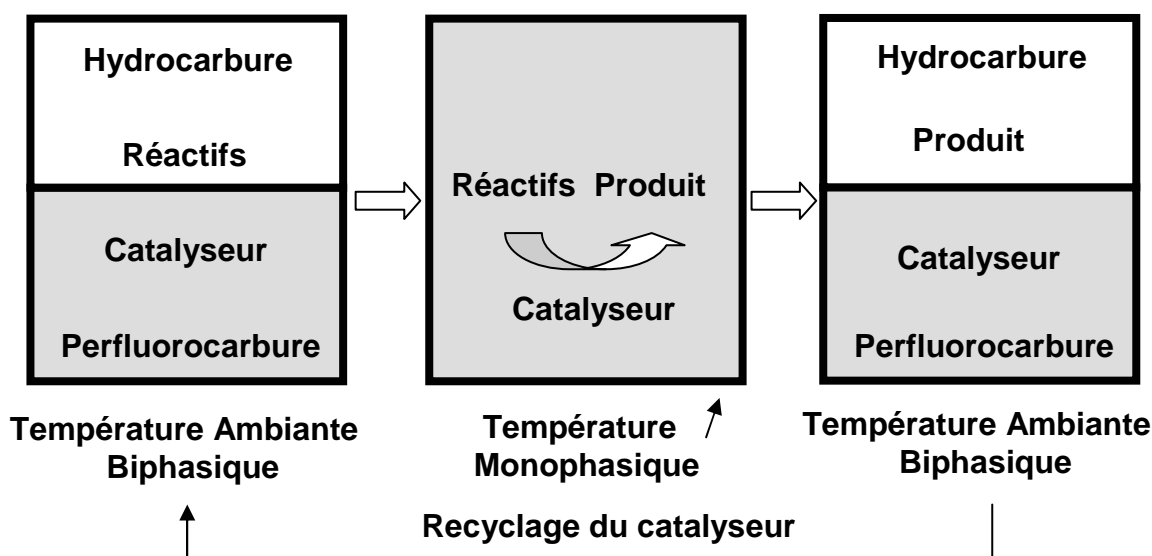 Hydrocarbure
Réactifs
Catalyseur
Perfluorocarbure
Température Ambiante
Biphasique
Réactifs Produit
Catalyseur
Température
Monophasique
Hydrocarbure
Produit
Catalyseur
Perfluorocarbure
Température Ambiante
Biphasique
Recyclage du catalyseur